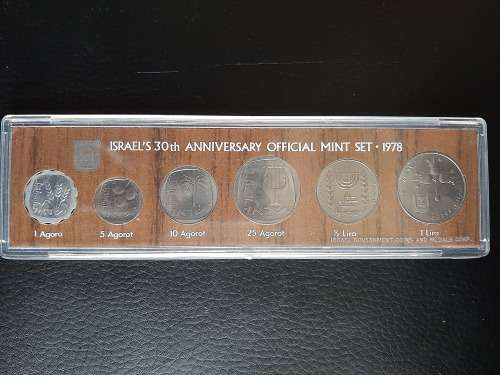 ISRAEL'S 30th ANNIVERSARY OFFICIAL MINT SET · 1978
1 Agora
5 Agorot
10 Agorot
25 Agorot
½ Lira
1 Lira
ISRAEL GOVERNMENT COINS AND MEDALS CORP.